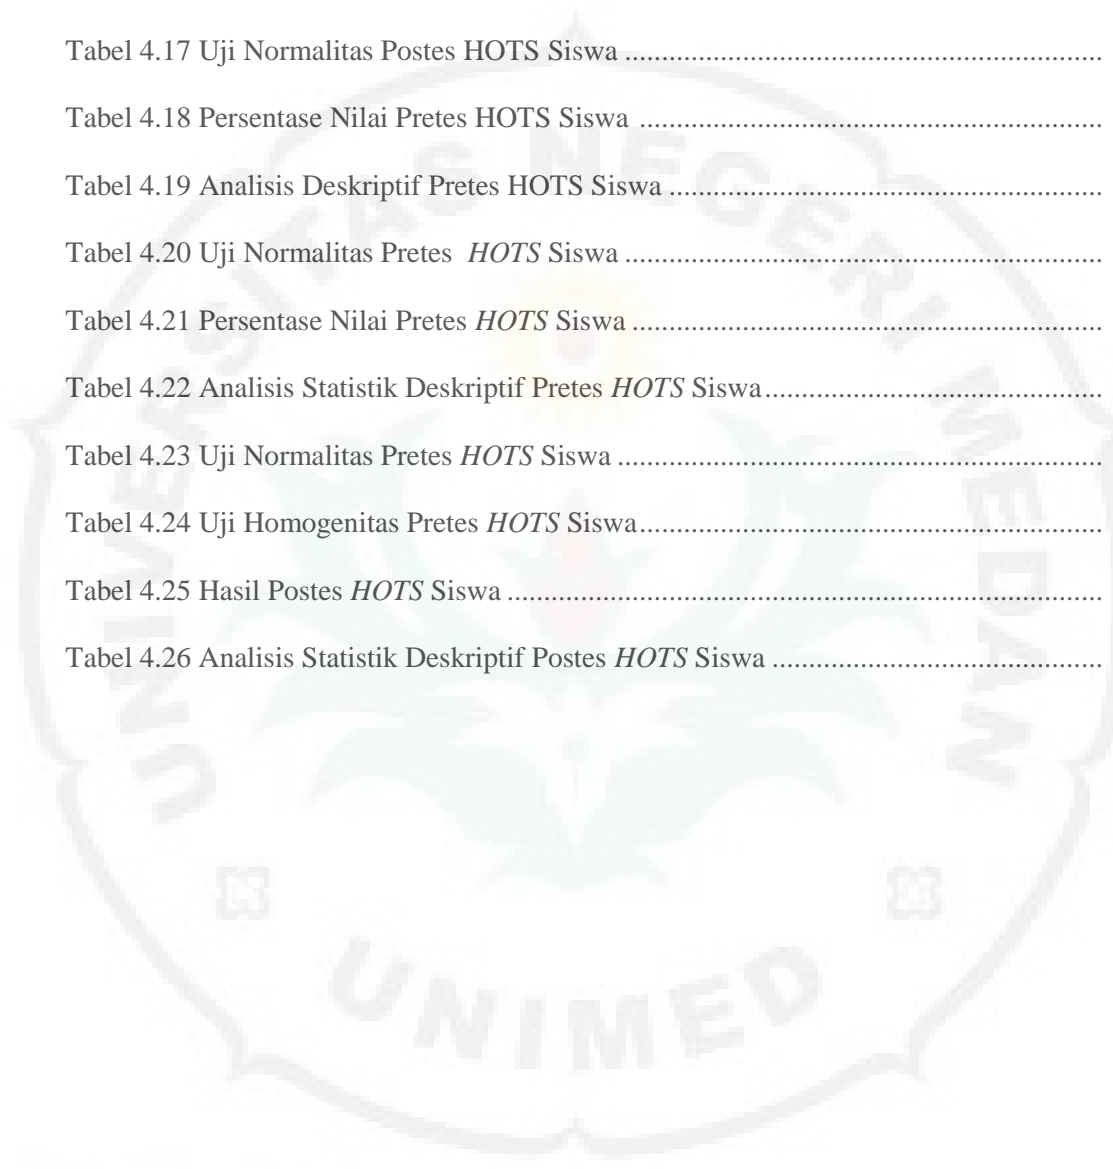 Tabel 4.17 Uji Normalitas Postes HOTS Siswa ................................................................
Tabel 4.18 Persentase Nilai Pretes HOTS Siswa ..............................................................
Tabel 4.19 Analisis Deskriptif Pretes HOTS Siswa ..........................................................
Tabel 4.20 Uji Normalitas Pretes HOTS Siswa ................................................................
Tabel 4.21 Persentase Nilai Pretes HOTS Siswa ...............................................................
Tabel 4.22 Analisis Statistik Deskriptif Pretes HOTS Siswa .............................................
Tabel 4.23 Uji Normalitas Pretes HOTS Siswa .................................................................
Tabel 4.24 Uji Homogenitas Pretes HOTS Siswa ..............................................................
Tabel 4.25 Hasil Postes HOTS Siswa ................................................................................
Tabel 4.26 Analisis Statistik Deskriptif Postes HOTS Siswa ............................................
UNIVERSITAS NEGERI MEDAN
UNIMED